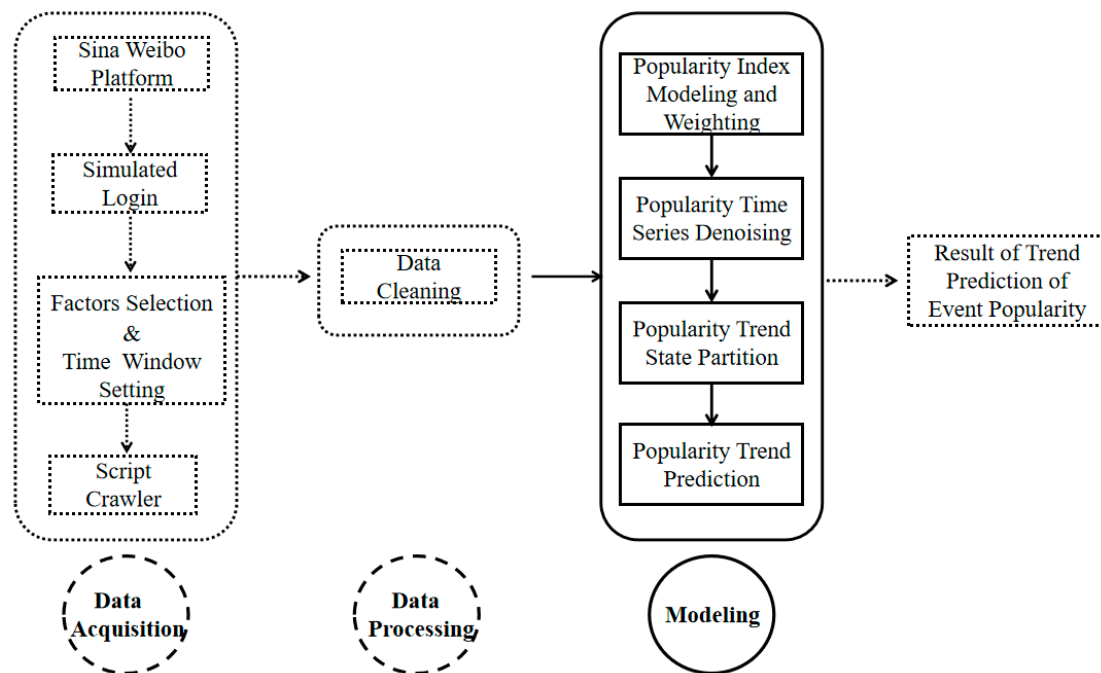 Sina Weibo
Platform
Simulated
Login
Factors Selection
&
Time Window
Setting
Script
Crawler
Data
Cleaning
Popularity Index
Modeling and
Weighting
Popularity Time
Series Denoising
Popularity Trend
State Partition
Popularity Trend
Prediction
Result of Trend
Prediction of
Event Popularity
Data
Acquisition
Data
Processing
Modeling